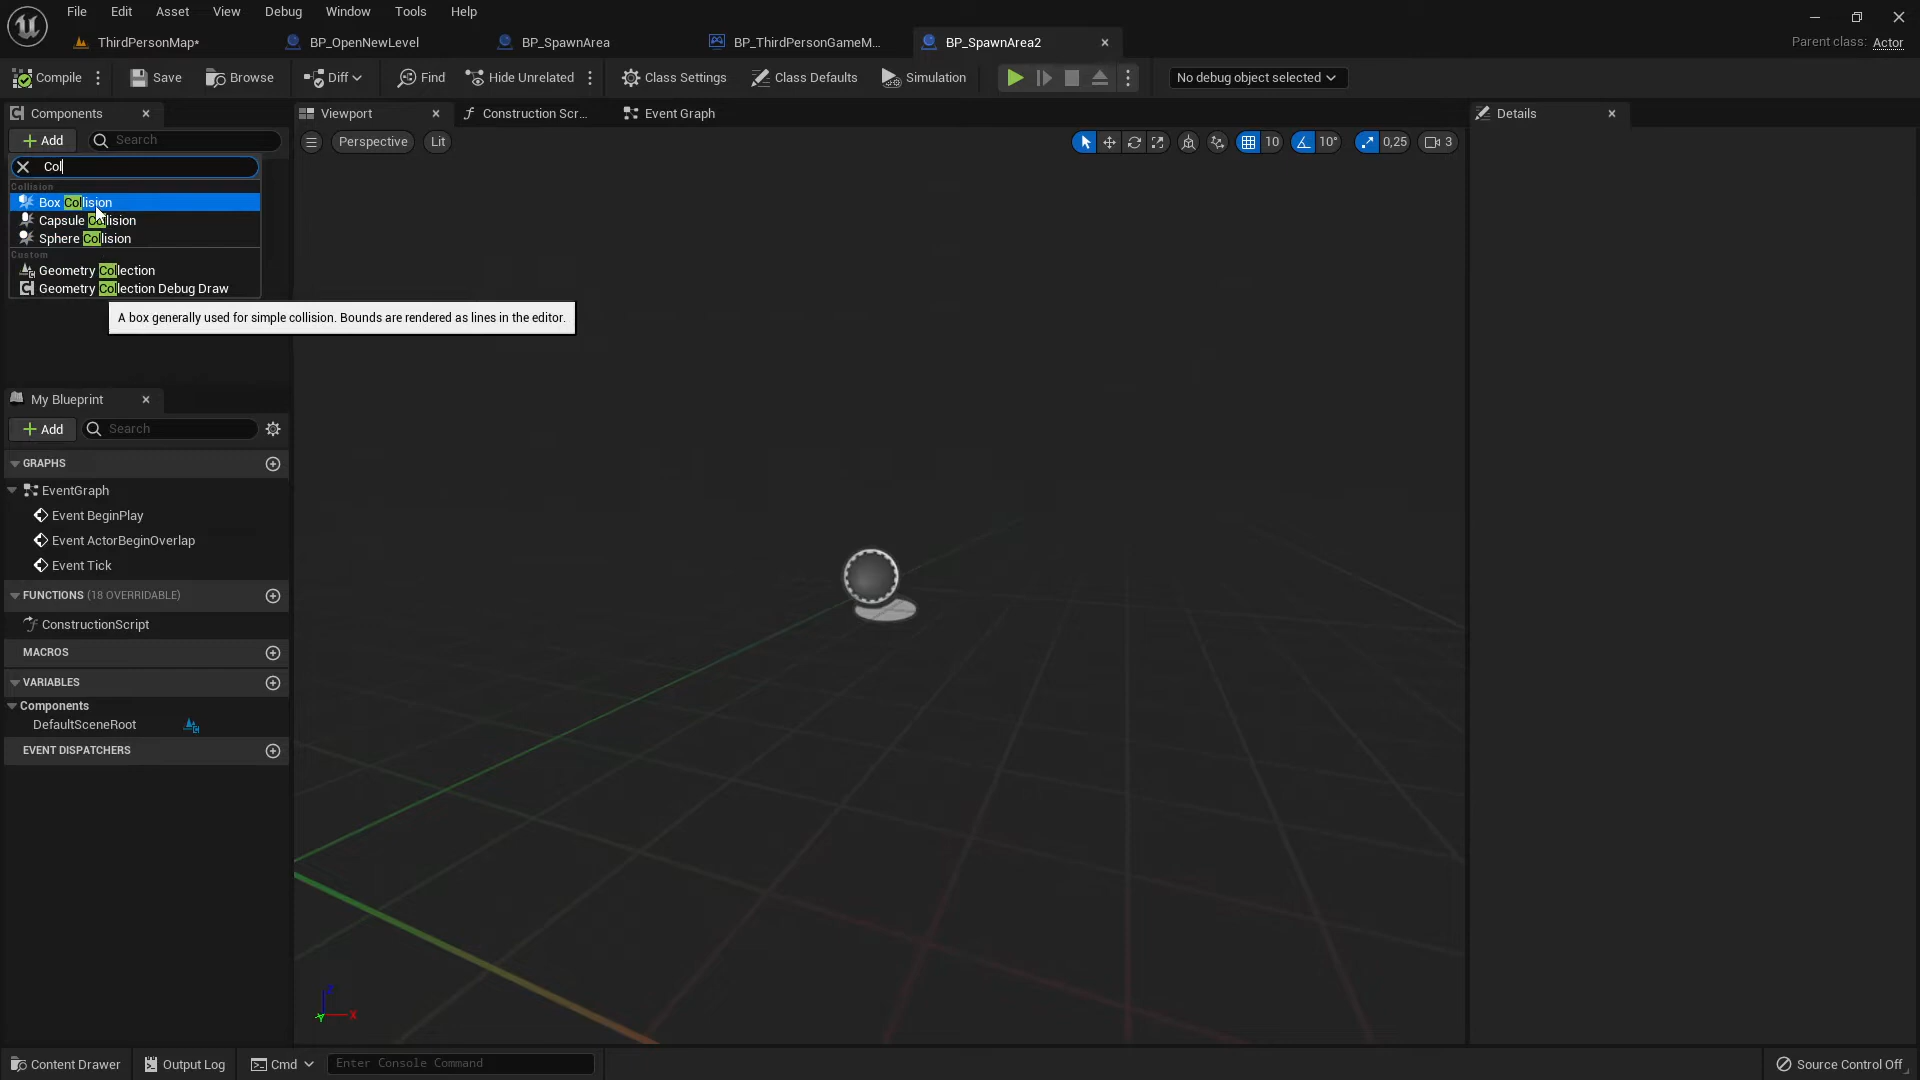 File Edit Asset View Debug Window Tools Help
ThirdPersonMap* BP_OpenNewLevel BP_SpawnArea BP_ThirdPersonGameM... BP_SpawnArea2 Parent class: Actor
Compile Save Browse Diff Find Hide Unrelated Class Settings Class Defaults Simulation No debug object selected
Components Viewport Construction Scr... Event Graph Details
Add Search Perspective Lit 10 10° 0,25 3
Col
Collision
Box Collision
Capsule Collision
Sphere Collision
Custom
Geometry Collection
Geometry Collection Debug Draw
A box generally used for simple collision. Bounds are rendered as lines in the editor.
My Blueprint
Add Search
GRAPHS
EventGraph
Event BeginPlay
Event ActorBeginOverlap
Event Tick
FUNCTIONS (18 OVERRIDABLE)
ConstructionScript
MACROS
VARIABLES
Components
DefaultSceneRoot
EVENT DISPATCHERS
Z
Y X
Content Drawer Output Log Cmd Enter Console Command Source Control Off